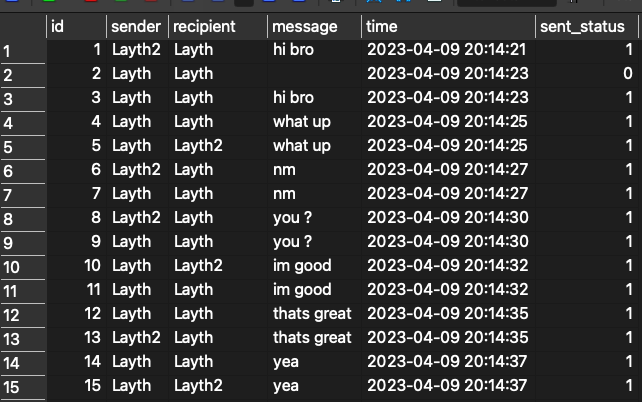 id sender recipient message time sent_status
1 1 Layth2 Layth hi bro 2023-04-09 20:14:21 1
2 2 Layth Layth 2023-04-09 20:14:23 0
3 3 Layth Layth hi bro 2023-04-09 20:14:23 1
4 4 Layth Layth what up 2023-04-09 20:14:25 1
5 5 Layth Layth2 what up 2023-04-09 20:14:25 1
6 6 Layth2 Layth nm 2023-04-09 20:14:27 1
7 7 Layth Layth nm 2023-04-09 20:14:27 1
8 8 Layth2 Layth you ? 2023-04-09 20:14:30 1
9 9 Layth Layth you ? 2023-04-09 20:14:30 1
10 10 Layth Layth2 im good 2023-04-09 20:14:32 1
11 11 Layth Layth im good 2023-04-09 20:14:32 1
12 12 Layth Layth thats great 2023-04-09 20:14:35 1
13 13 Layth2 Layth thats great 2023-04-09 20:14:35 1
14 14 Layth Layth yea 2023-04-09 20:14:37 1
15 15 Layth Layth2 yea 2023-04-09 20:14:37 1